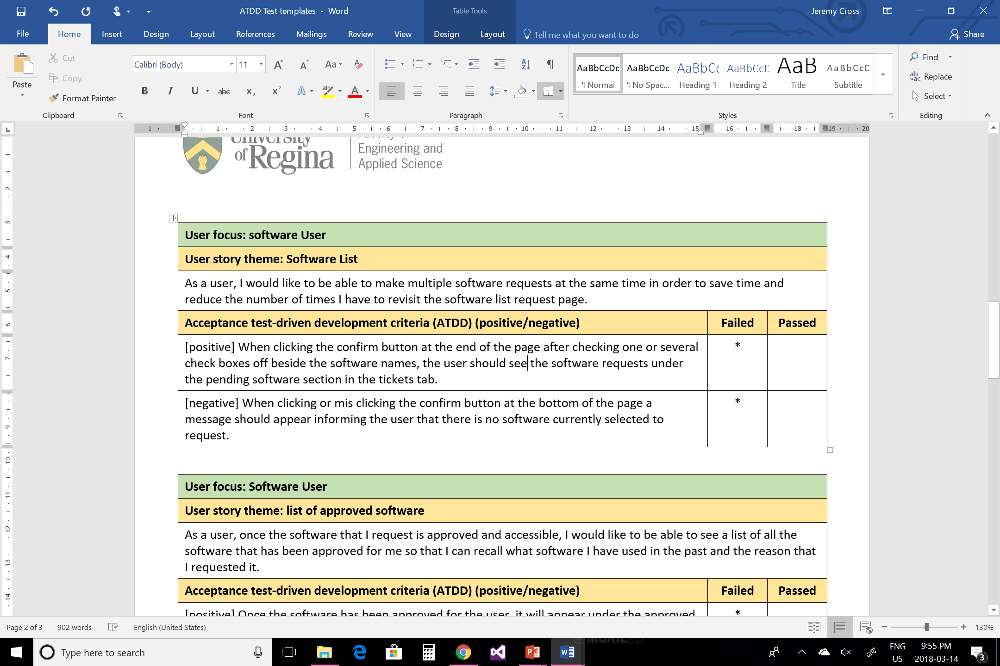 ATDD Test templates - Word
Table Tools
Jeremy Cross
File
Home
Insert
Design
Layout
References
Mailings
Review
View
Design
Layout
Tell me what you want to do
Share
Paste
Cut
Copy
Format Painter
Clipboard
Calibri (Body)
11
Font
Paragraph
AaBbCcDc
¶ Normal
AaBbCcDc
¶ No Spac...
AaBbCc
Heading 1
AaBbCcD
Heading 2
AaB
Title
AaBbCcD
Subtitle
Styles
Find
Replace
Select
Editing
1 1 2 3 4 5 6 7 8 9 10 11 12 13 14 15 16 18 19 20
University
of Regina
Engineering and
Applied Science
User focus: software User
User story theme: Software List
As a user, I would like to be able to make multiple software requests at the same time in order to save time and
reduce the number of times I have to revisit the software list request page.
Acceptance test-driven development criteria (ATDD) (positive/negative) Failed Passed
[positive] When clicking the confirm button at the end of the page after checking one or several *
check boxes off beside the software names, the user should see the software requests under
the pending software section in the tickets tab.
[negative] When clicking or mis clicking the confirm button at the bottom of the page a *
message should appear informing the user that there is no software currently selected to
request.
User focus: Software User
User story theme: list of approved software
As a user, once the software that I request is approved and accessible, I would like to be able to see a list of all the
software that has been approved for me so that I can recall what software I have used in the past and the reason that
I requested it.
Acceptance test-driven development criteria (ATDD) (positive/negative) Failed Passed
[positive] Once the software has been approved for the user, it will appear under the approved *
Page 2 of 3
902 words
English (United States)
130%
Type here to search
ENG
US
9:55 PM
2018-03-14
3